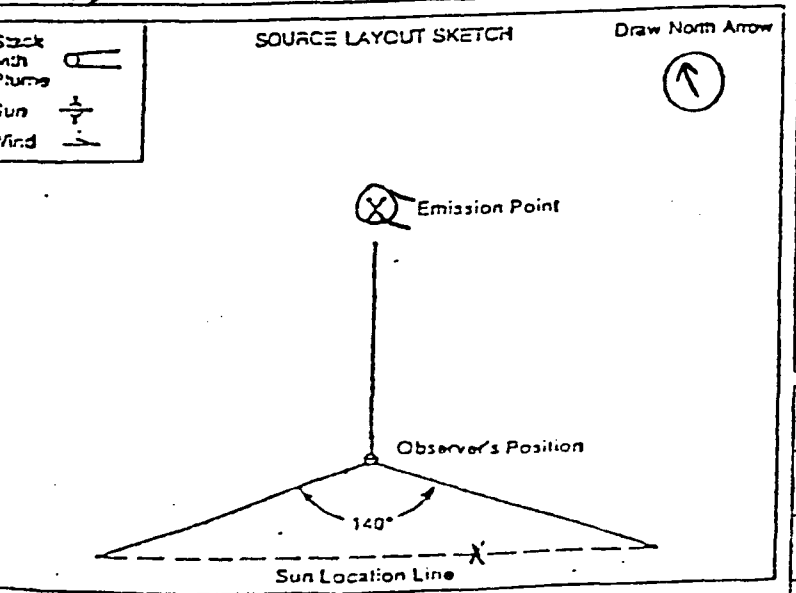 SOURCE LAYOUT SKETCH
Draw North Arrow
Stack
with
Plume
Sun
Wind
X Emission Point
Observer's Position
140°
X
Sun Location Line